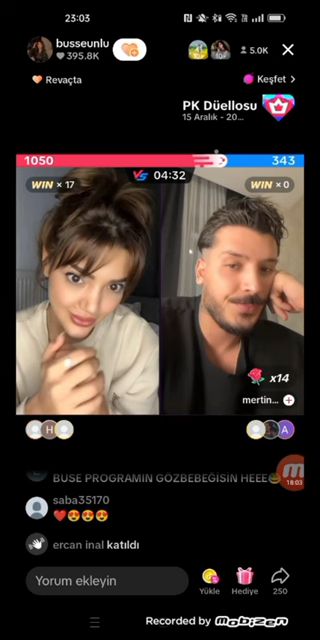 23:03
busseunlu
395.8K
5.0K
Revaçta
Keşfet
PK Düellosu
15 Aralık - 20...
1050
343
WIN × 17
VS 04:32
WIN × 0
x14
mertin...
H
A
BUSE PROGRAMIN GÖZBEBEĞİSİN HEEE
18:03
saba35170
ercan inal katıldı
Yorum ekleyin
Yükle
Hediye
250
Recorded by Mobizen